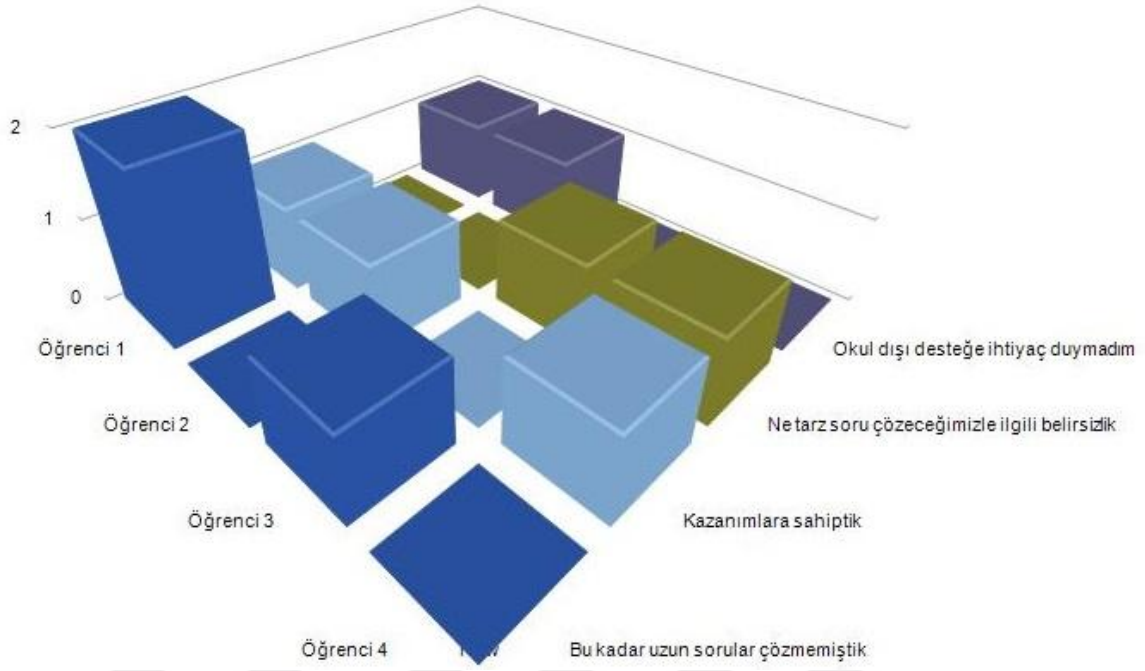 2
1
0
Öğrenci 1
Öğrenci 2
Öğrenci 3
Öğrenci 4
Okul dışı desteğe ihtiyaç duymadım
Ne tarz soru çözeceğimizle ilgili belirsizlik
Kazanımlara sahiptik
Bu kadar uzun sorular çözmemiştik